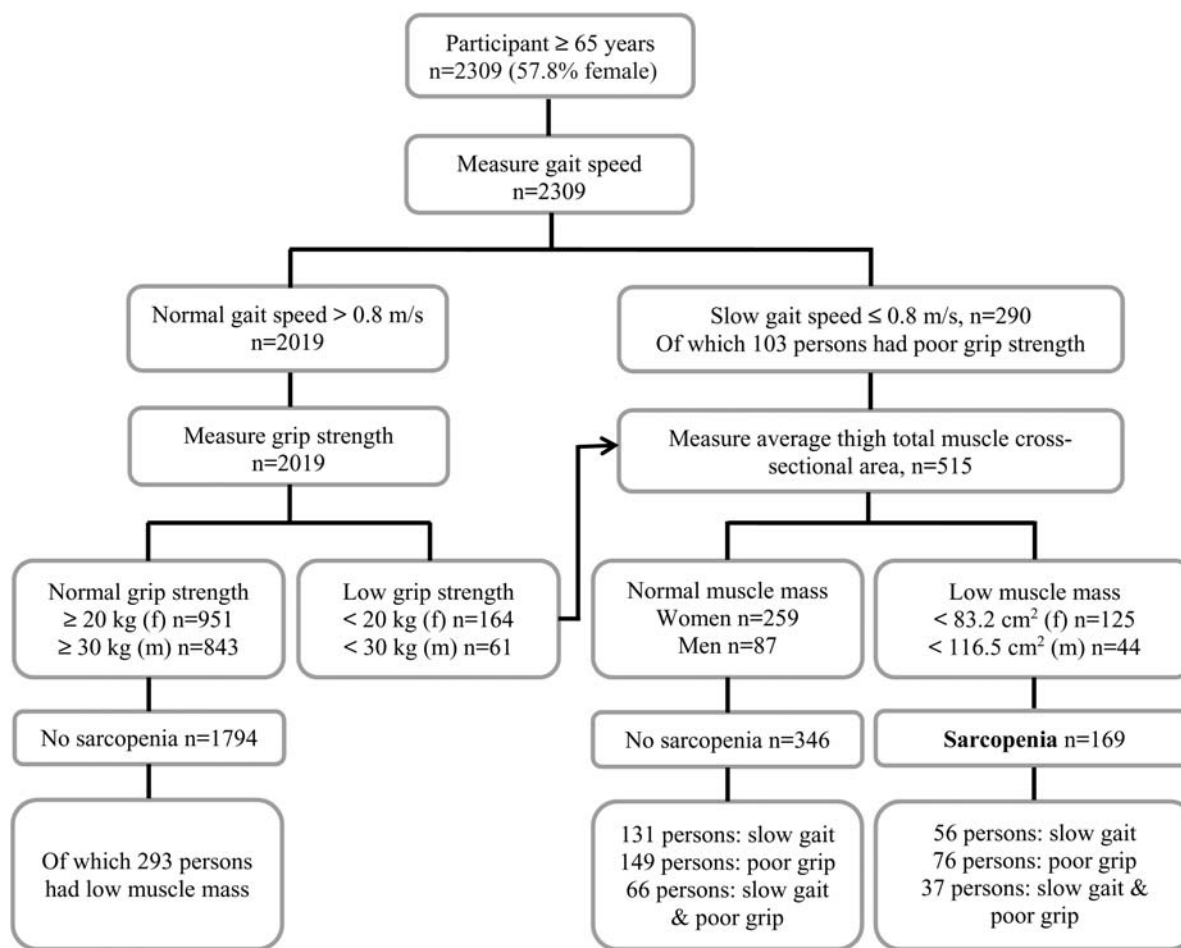 Participant ≥ 65 years
n=2309 (57.8% female)
Measure gait speed
n=2309
Normal gait speed > 0.8 m/s
n=2019
Slow gait speed ≤ 0.8 m/s, n=290
Of which 103 persons had poor grip strength
Measure grip strength
n=2019
Measure average thigh total muscle cross-
sectional area, n=515
Normal grip strength
≥ 20 kg (f) n=951
≥ 30 kg (m) n=843
Low grip strength
< 20 kg (f) n=164
< 30 kg (m) n=61
Normal muscle mass
Women n=259
Men n=87
Low muscle mass
< 83.2 cm² (f) n=125
< 116.5 cm² (m) n=44
No sarcopenia n=1794
No sarcopenia n=346
Sarcopenia n=169
Of which 293 persons
had low muscle mass
131 persons: slow gait
149 persons: poor grip
66 persons: slow gait
& poor grip
56 persons: slow gait
76 persons: poor grip
37 persons: slow gait &
poor grip